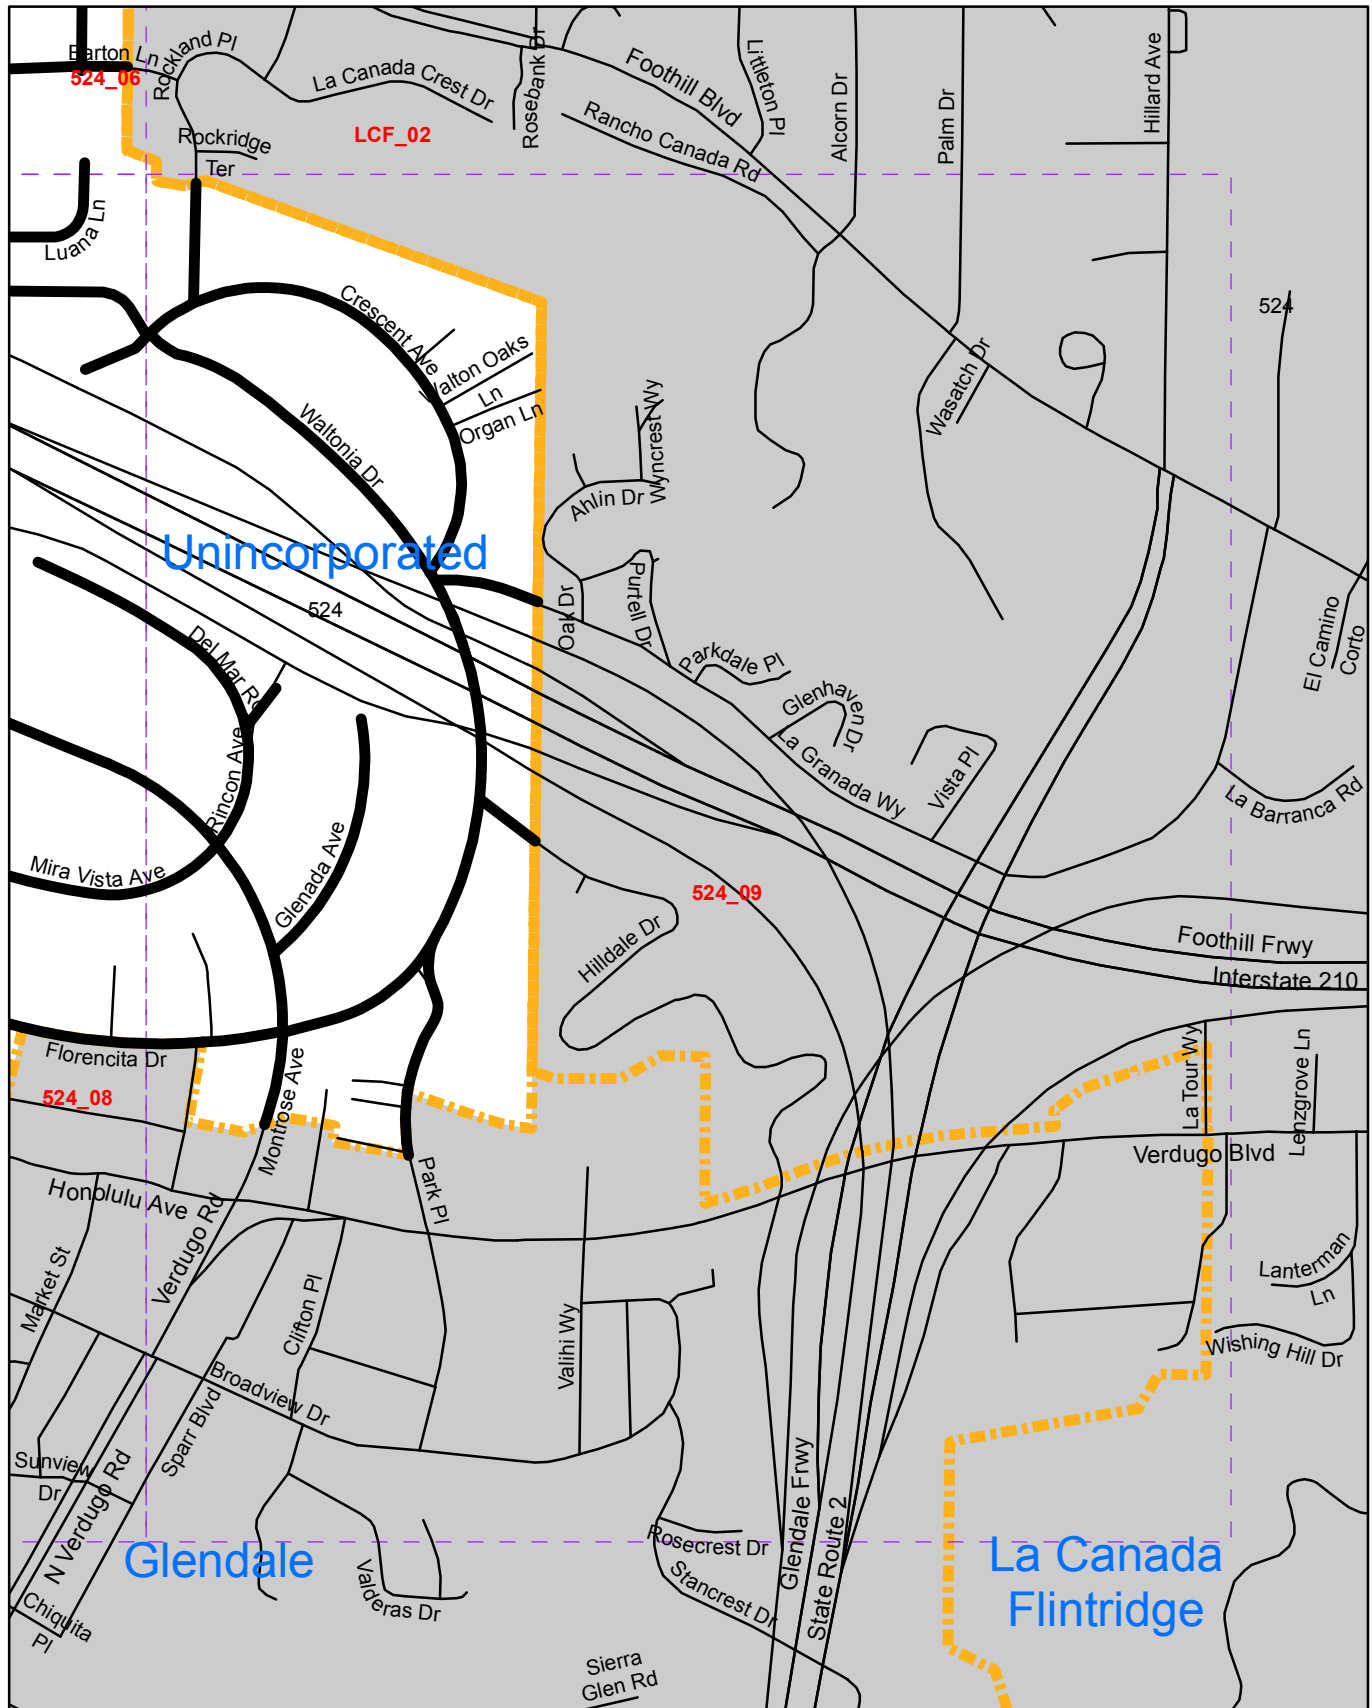 Barton Ln
524_06
Rockland Pl
La Canada Crest Dr
Rosebank Dr
Foothill Blvd
Littleton Pl
Hillard Ave
LCF_02
Rancho Canada Rd
Alcorn Dr
Palm Dr
Rockridge
Ter
Luana Ln
Crescent Ave
524
Walton Oaks
Ln
Organ Ln
Wasatch Dr
Waltonia Dr
Wyncrest Wy
Ahlin Dr
Unincorporated
524
Oak Dr
Purtell Dr
Parkdale Pl
El Camino
Corto
Del Mar Rd
Glenhaven Dr
La Granada Wy
Vista Pl
La Barranca Rd
Rincon Ave
Mira Vista Ave
Glenada Ave
524_09
Hilldale Dr
Foothill Frwy
Interstate 210
Florencita Dr
524_08
Montrose Ave
La Tour Wy
Lenzgrove Ln
Verdugo Blvd
Honolulu Ave
Park Pl
Verdugo Rd
Market St
Clifton Pl
Valihi Wy
Lanterman
Ln
Wishing Hill Dr
Broadview Dr
Sparr Blvd
Sunview
Dr
N Verdugo Rd
Glendale Frwy
State Route 2
Rosecrest Dr
Stancrest Dr
Glendale
Valderas Dr
La Canada
Flintridge
Chiquita
Pl
Sierra
Glen Rd